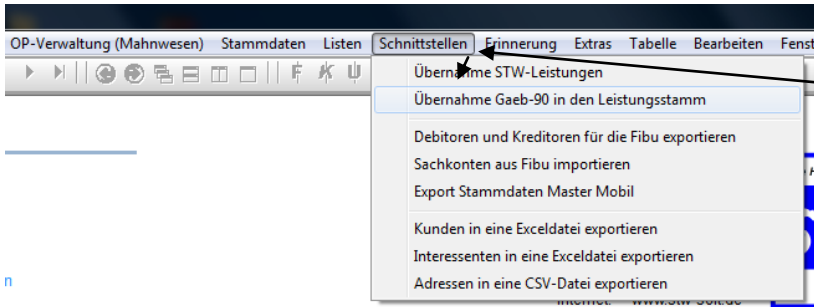 OP-Verwaltung (Mahnwesen) Stammdaten Listen Schnittstellen Erinnerung Extras Tabelle Bearbeiten Fenst
Übernahme STW-Leistungen
Übernahme Gaeb-90 in den Leistungsstamm
Debitoren und Kreditoren für die Fibu exportieren
Sachkonten aus Fibu importieren
Export Stammdaten Master Mobil
Kunden in eine Exceldatei exportieren
Interessenten in eine Exceldatei exportieren
Adressen in eine CSV-Datei exportieren
n